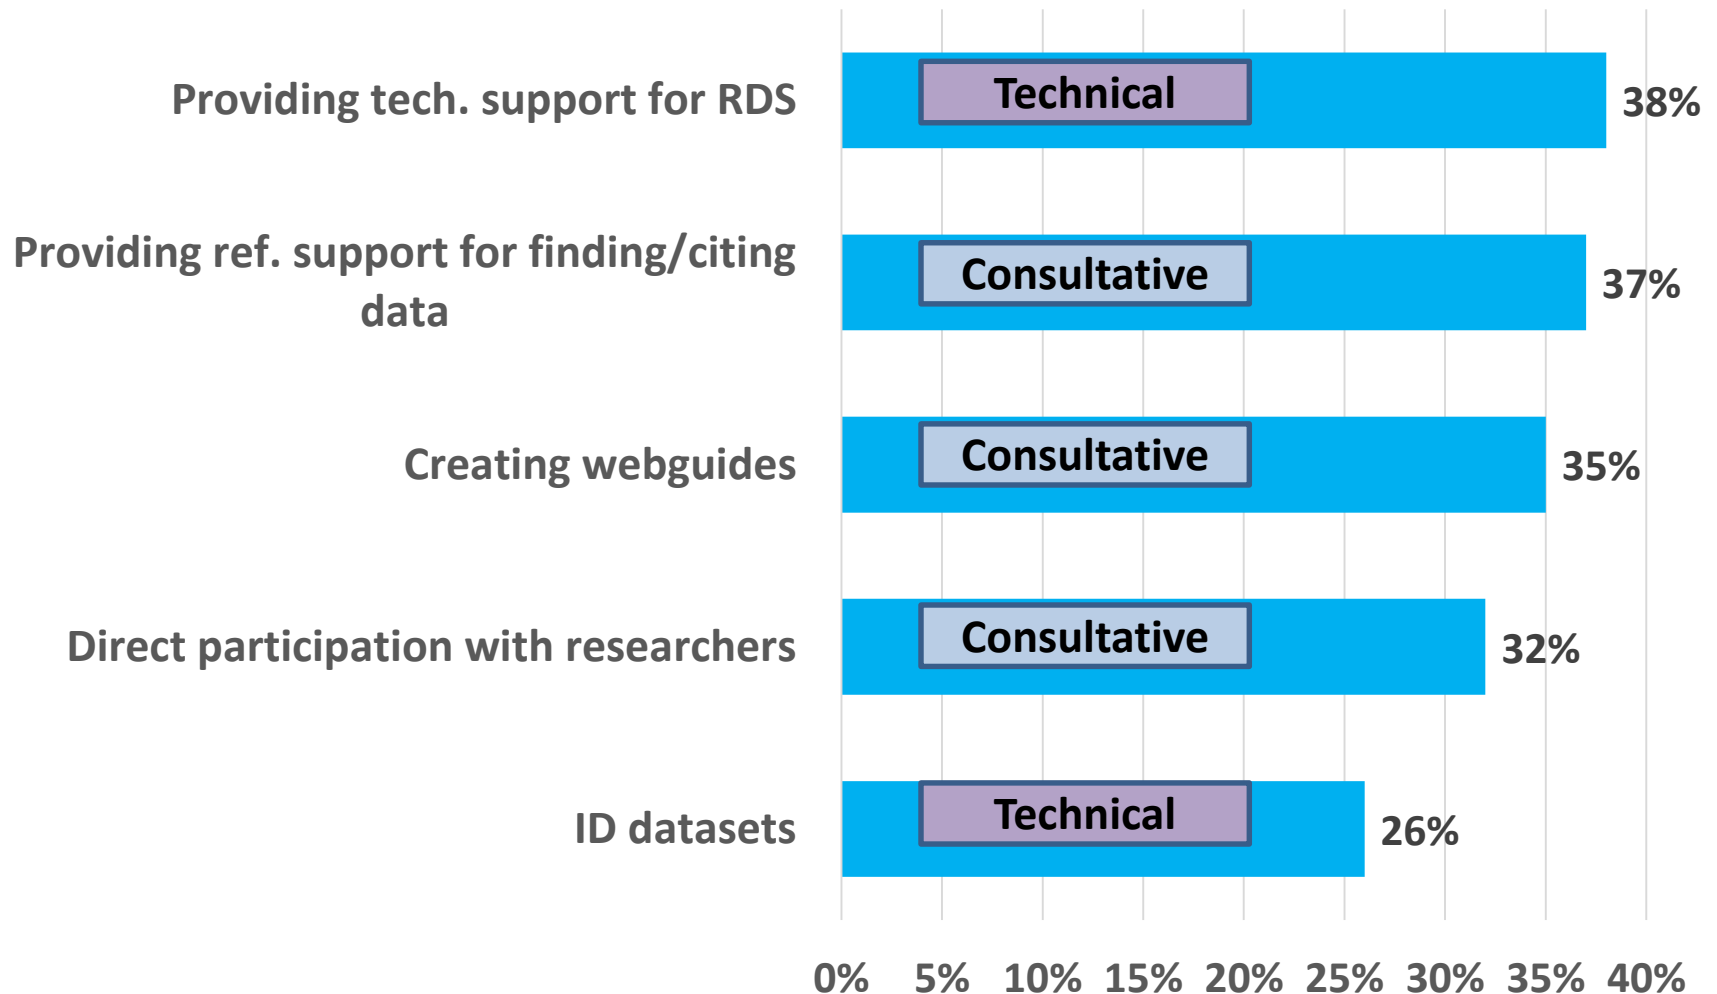 Providing tech. support for RDS
Technical
38%
Providing ref. support for finding/citing
data
Consultative
37%
Creating webguides
Consultative
35%
Direct participation with researchers
Consultative
32%
ID datasets
Technical
26%
0% 5% 10% 15% 20% 25% 30% 35% 40%